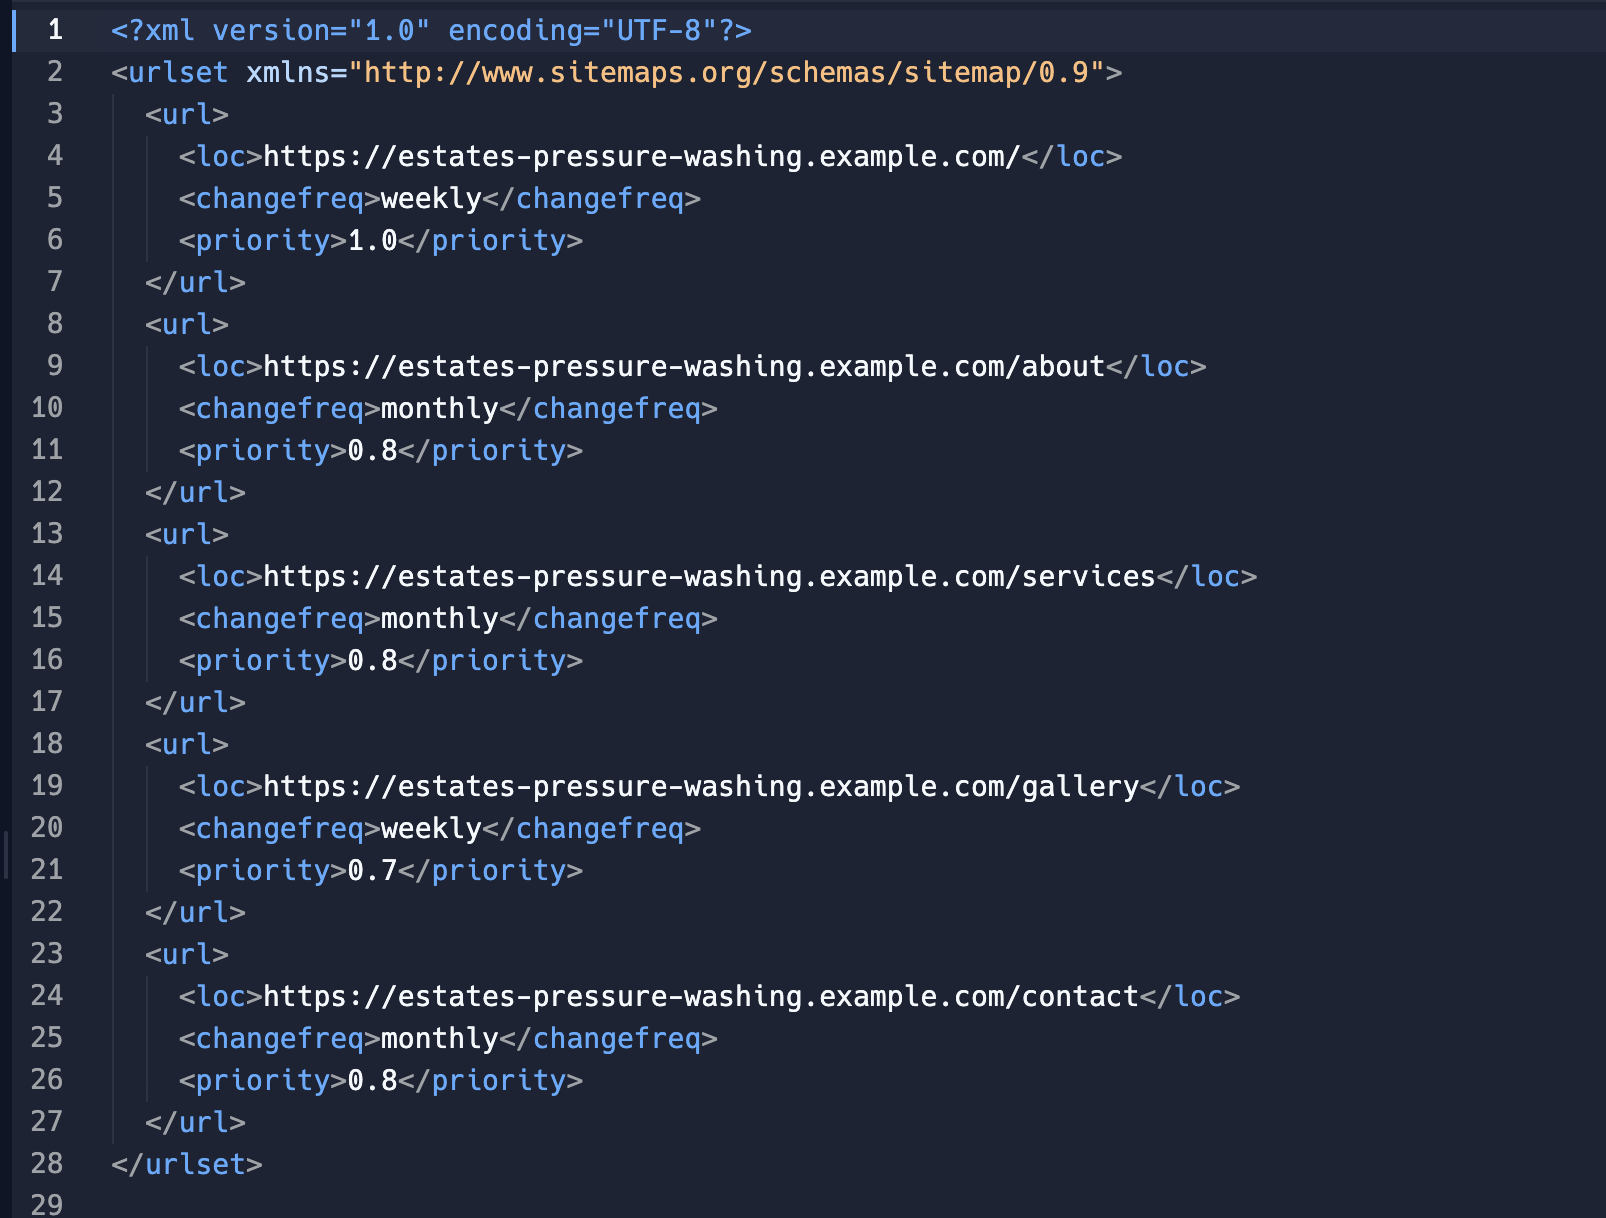 1 <?xml version="1.0" encoding="UTF-8"?>
2 <urlset xmlns="http://www.sitemaps.org/schemas/sitemap/0.9">
3   <url>
4     <loc>https://estates-pressure-washing.example.com/</loc>
5     <changefreq>weekly</changefreq>
6     <priority>1.0</priority>
7   </url>
8   <url>
9     <loc>https://estates-pressure-washing.example.com/about</loc>
10     <changefreq>monthly</changefreq>
11     <priority>0.8</priority>
12   </url>
13   <url>
14     <loc>https://estates-pressure-washing.example.com/services</loc>
15     <changefreq>monthly</changefreq>
16     <priority>0.8</priority>
17   </url>
18   <url>
19     <loc>https://estates-pressure-washing.example.com/gallery</loc>
20     <changefreq>weekly</changefreq>
21     <priority>0.7</priority>
22   </url>
23   <url>
24     <loc>https://estates-pressure-washing.example.com/contact</loc>
25     <changefreq>monthly</changefreq>
26     <priority>0.8</priority>
27   </url>
28 </urlset>
29